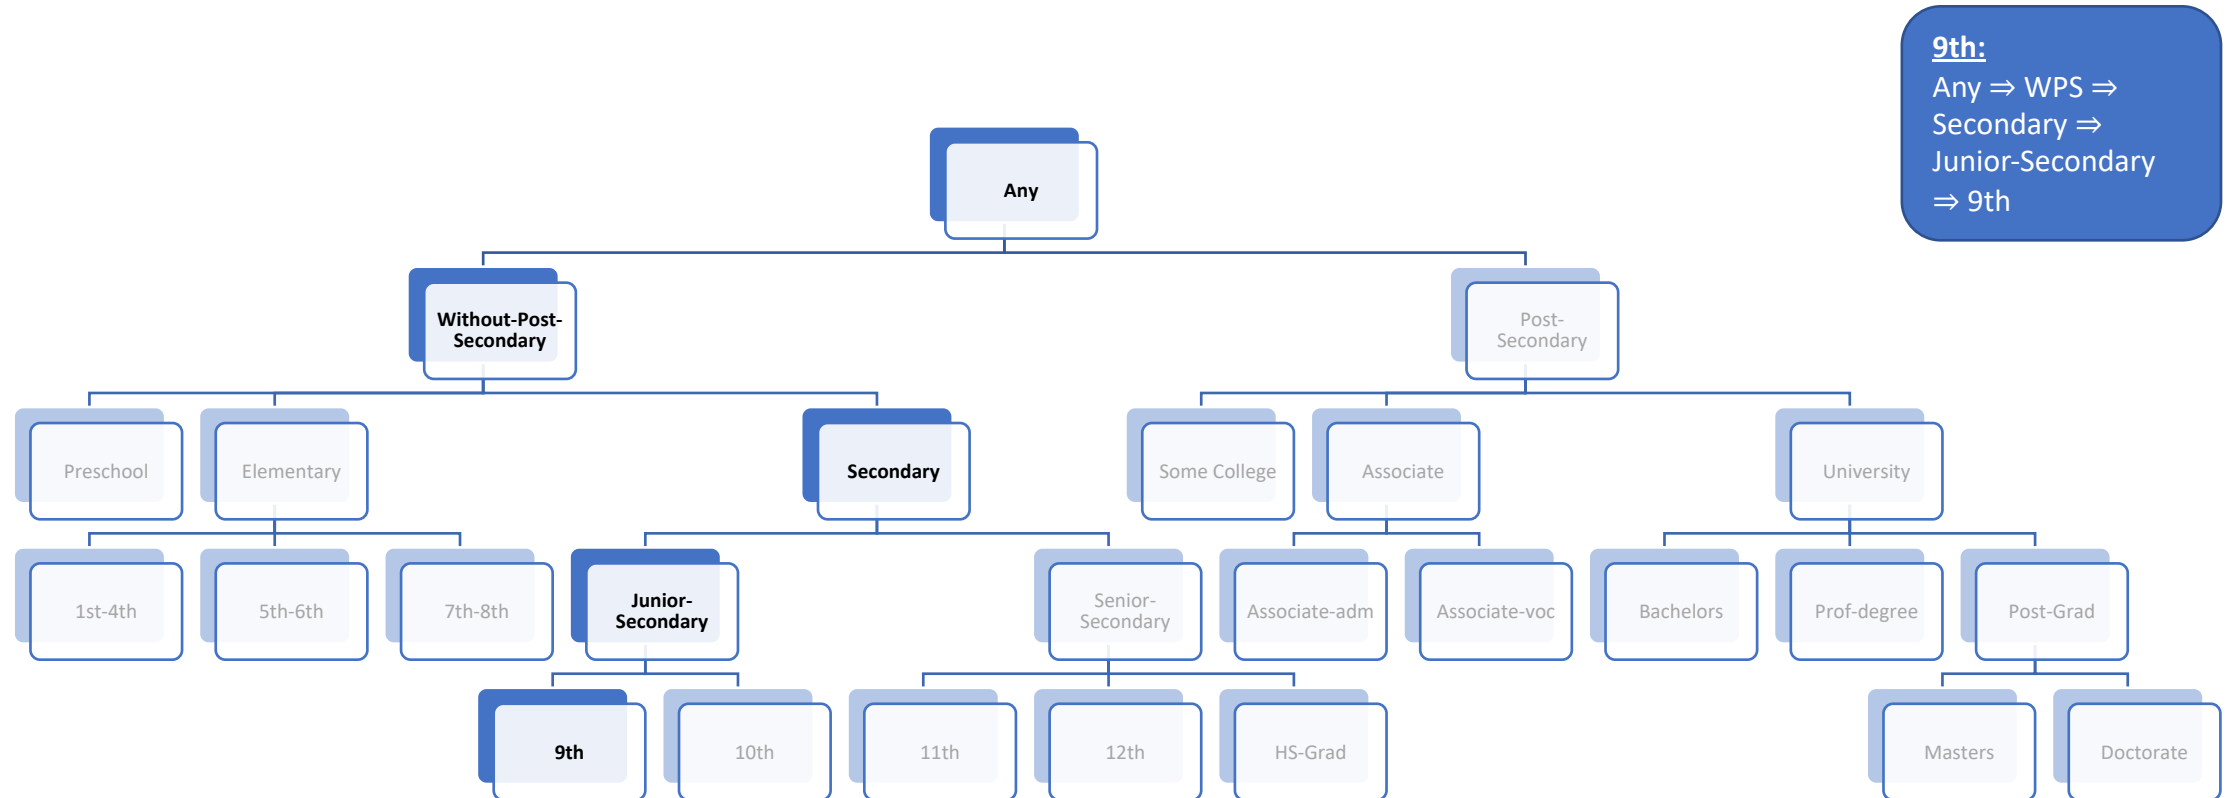 9th:
Any ⇒ WPS ⇒
Secondary ⇒
Junior-Secondary
⇒ 9th
Any
Without-Post-
Secondary
Post-
Secondary
Preschool
Elementary
Secondary
Some College
Associate
University
1st-4th
5th-6th
7th-8th
Junior-
Secondary
Senior-
Secondary
Associate-adm
Associate-voc
Bachelors
Prof-degree
Post-Grad
9th
10th
11th
12th
HS-Grad
Masters
Doctorate